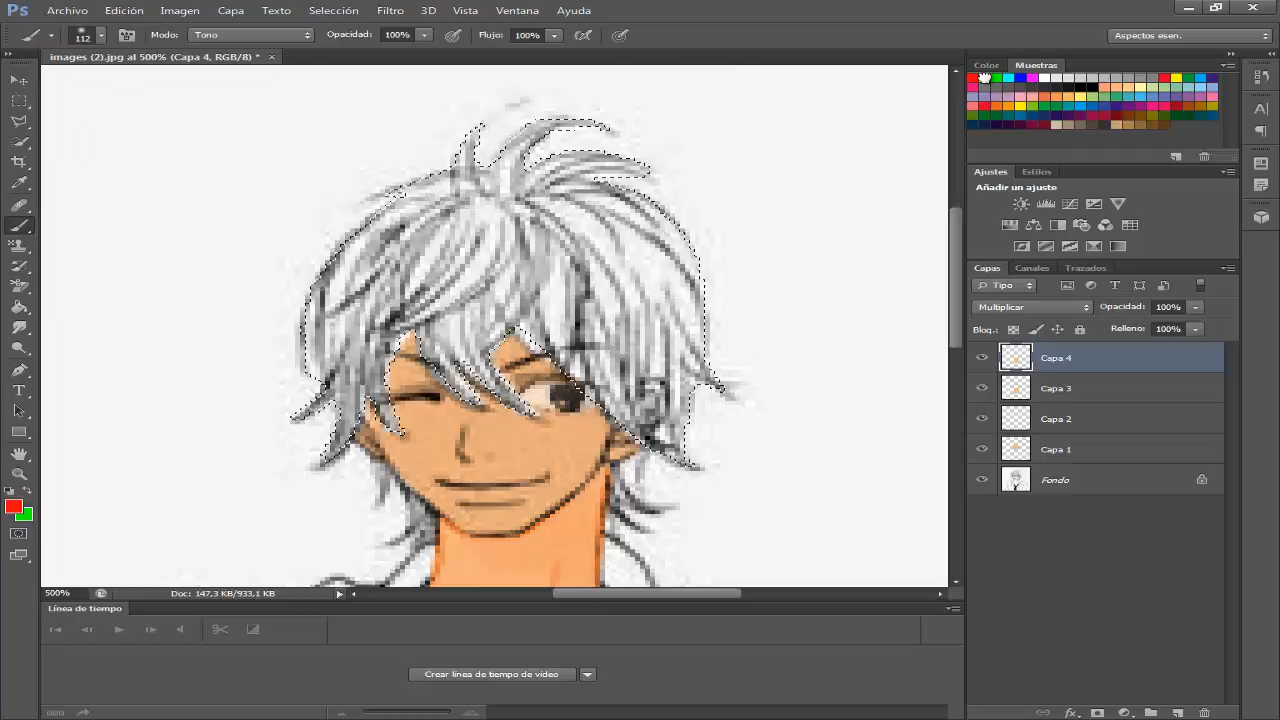 Ps Archivo Edición Imagen Capa Texto Selección Filtro 3D Vista Ventana Ayuda
112 Modo: Tono Opacidad: 100% Flujo: 100% Aspectos esen.
images (2).jpg al 500% (Capa 4, RGB/8) * ×
Color Muestras
Ajustes Estilos
Añadir un ajuste
Capas Canales Trazados
Tipo
Multiplicar Opacidad: 100%
Bloq.: Relleno: 100%
Capa 4
Capa 3
Capa 2
Capa 1
Fondo
500% Doc: 147,3 KB/933,1 KB
Línea de tiempo
Crear línea de tiempo de vídeo